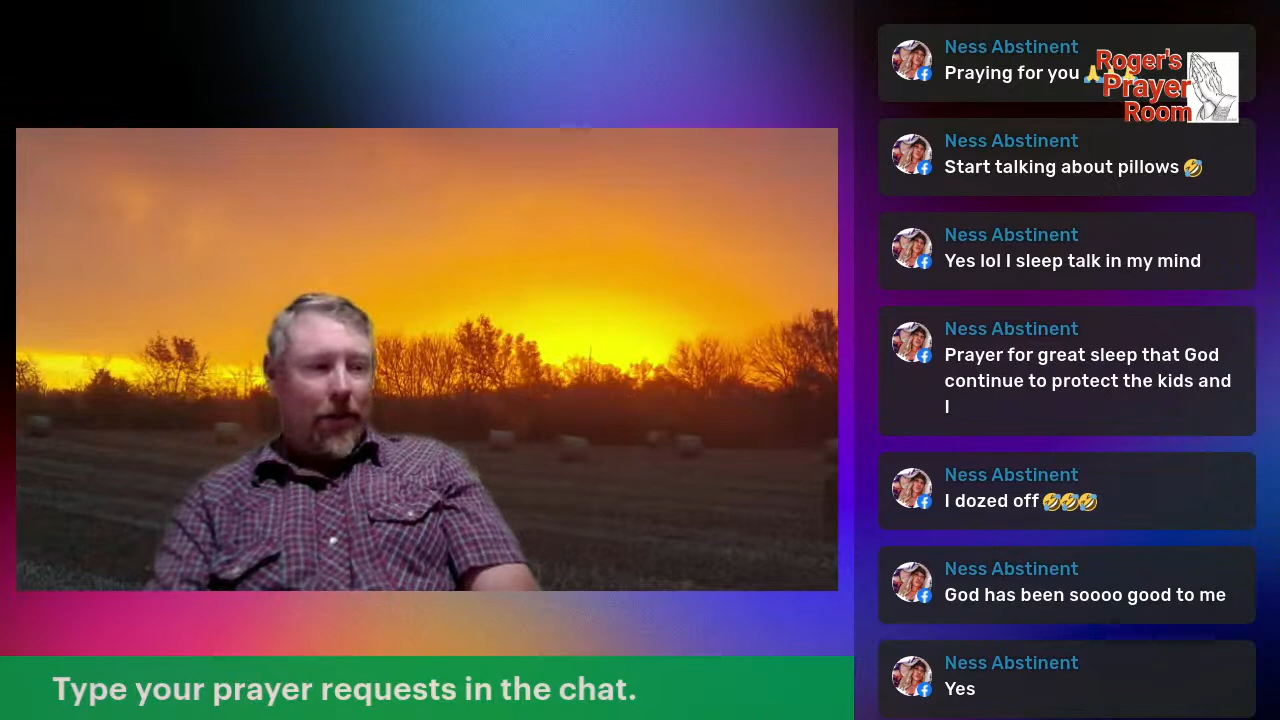 Ness Abstinent
Praying for you
Roger's
Prayer
Room
Ness Abstinent
Start talking about pillows 🤣
Ness Abstinent
Yes lol I sleep talk in my mind
Ness Abstinent
Prayer for great sleep that God
continue to protect the kids and
I
Ness Abstinent
I dozed off 🤣🤣🤣
Ness Abstinent
God has been soooo good to me
Ness Abstinent
Yes
Type your prayer requests in the chat.